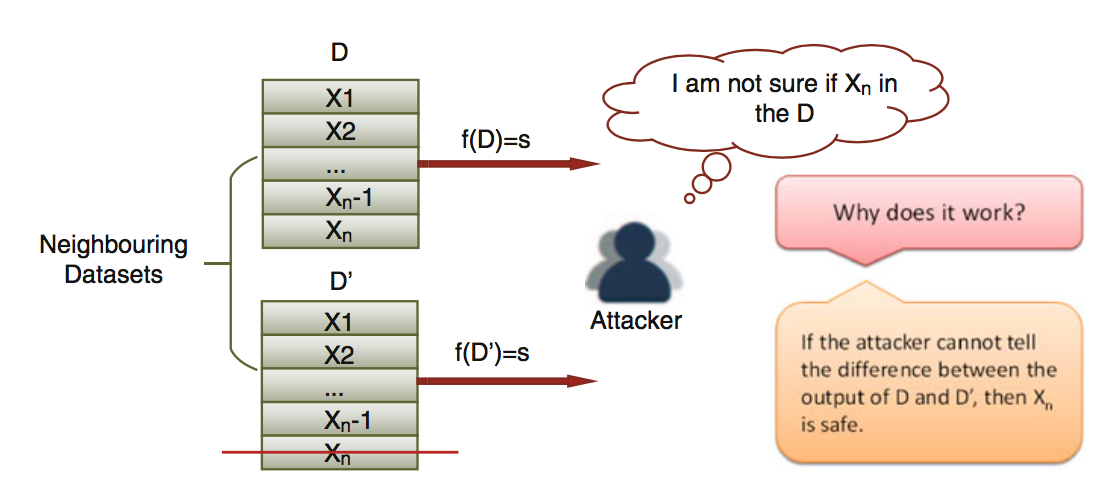 D
X1
X2
...
Xn-1
Xn
f(D)=s
I am not sure if Xn in
the D
Neighbouring
Datasets
Attacker
D’
X1
X2
...
Xn-1
Xn
f(D’)=s
Why does it work?
If the attacker cannot tell
the difference between the
output of D and D’, then Xn
is safe.